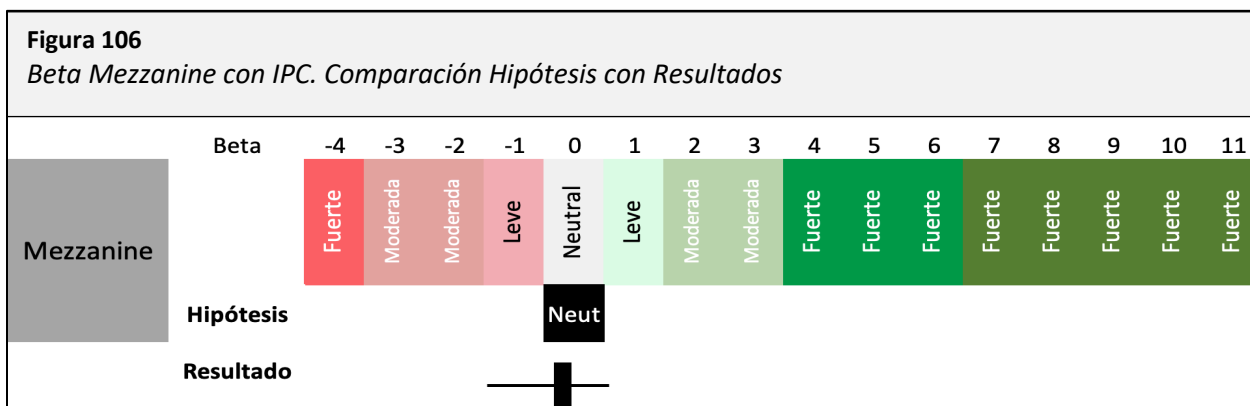 Figura 106
Beta Mezzanine con IPC. Comparación Hipótesis con Resultados
Beta -4 -3 -2 -1 0 1 2 3 4 5 6 7 8 9 10 11
Mezzanine Fuerte Moderada Moderada Leve Neutral Leve Moderada Moderada Fuerte Fuerte Fuerte Fuerte Fuerte Fuerte Fuerte Fuerte
Hipótesis Neut
Resultado